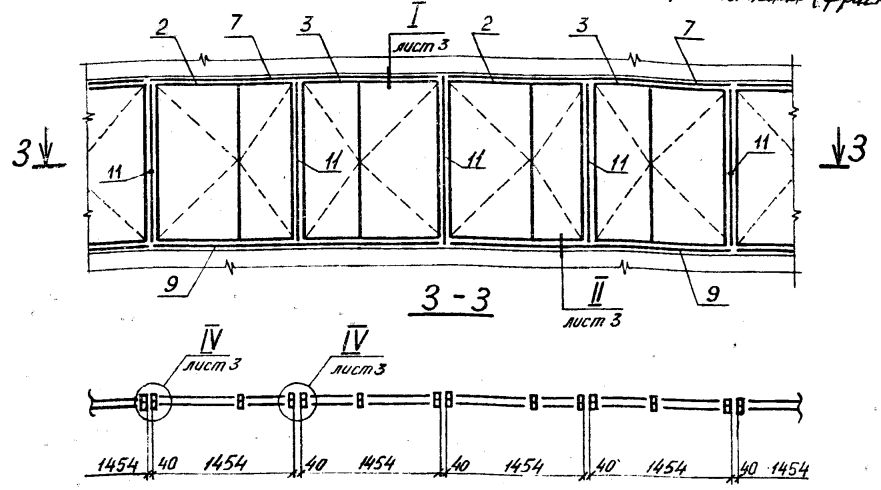 I
2 7 3 лист 3 2 3 7
3 3
11 11 11 11 11
9 3-3 II 9
лист 3
IV IV
лист 3 лист 3
1454 40 1454 40 1454 40 1454 40 1454 40 1454